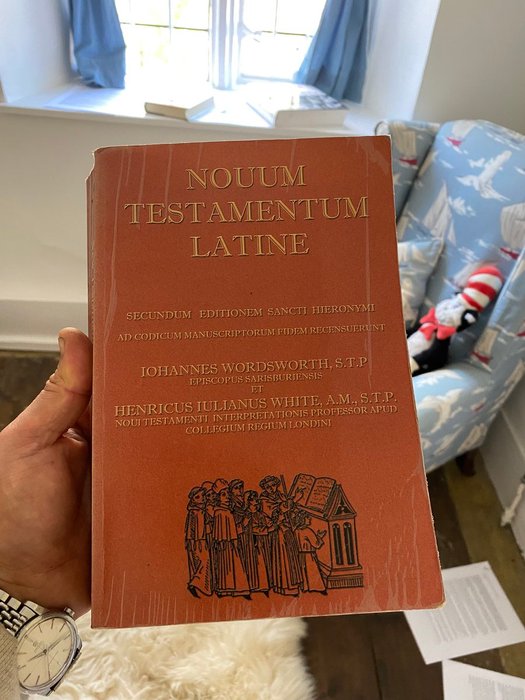 NOUUM
TESTAMENTUM
LATINE
SECUNDUM EDITIONEM SANCTI HIERONYMI
AD CODICUM MANUSCRIPTORUM FIDEM RECENSUERUNT
IOHANNES WORDSWORTH, S.T.P
EPISCOPUS SARISBURIENSIS
ET
HENRICUS IULIANUS WHITE, A.M., S.T.P.
NOUI TESTAMENTI INTERPRETATIONIS PROFESSOR APUD
COLLEGIUM REGIUM LONDINI